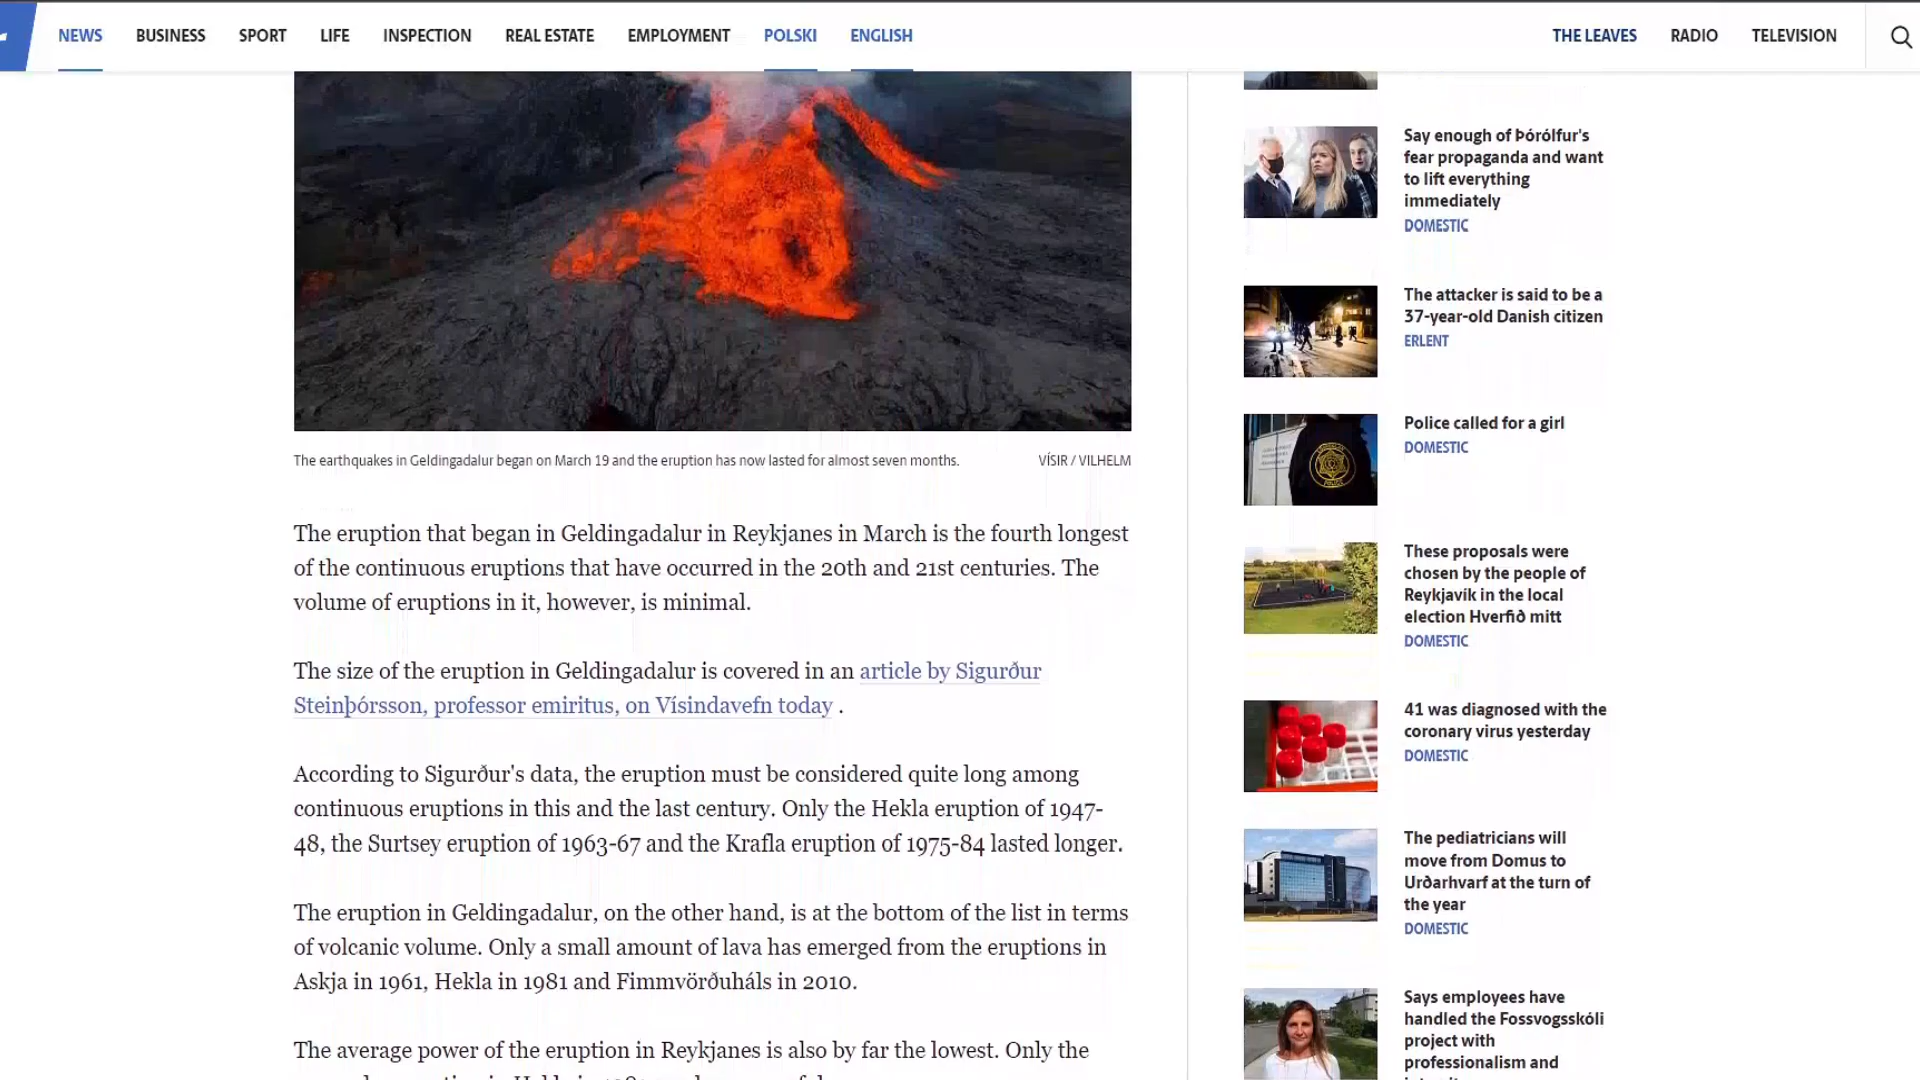 NEWS BUSINESS SPORT LIFE INSPECTION REAL ESTATE EMPLOYMENT POLSKI ENGLISH THE LEAVES RADIO TELEVISION
The earthquakes in Geldingadalur began on March 19 and the eruption has now lasted for almost seven months. VÍSIR / VILHELM
The eruption that began in Geldingadalur in Reykjanes in March is the fourth longest
of the continuous eruptions that have occurred in the 20th and 21st centuries. The
volume of eruptions in it, however, is minimal.
The size of the eruption in Geldingadalur is covered in an article by Sigurður
Steinþórsson, professor emiritus, on Vísindavefn today .
According to Sigurður's data, the eruption must be considered quite long among
continuous eruptions in this and the last century. Only the Hekla eruption of 1947-
48, the Surtsey eruption of 1963-67 and the Krafla eruption of 1975-84 lasted longer.
The eruption in Geldingadalur, on the other hand, is at the bottom of the list in terms
of volcanic volume. Only a small amount of lava has emerged from the eruptions in
Askja in 1961, Hekla in 1981 and Fimmvörðuháls in 2010.
The average power of the eruption in Reykjanes is also by far the lowest. Only the
Say enough of Þórólfur's
fear propaganda and want
to lift everything
immediately
DOMESTIC
The attacker is said to be a
37-year-old Danish citizen
ERLENT
Police called for a girl
DOMESTIC
These proposals were
chosen by the people of
Reykjavík in the local
election Hverfið mitt
DOMESTIC
41 was diagnosed with the
coronary virus yesterday
DOMESTIC
The pediatricians will
move from Domus to
Urðarhvarf at the turn of
the year
DOMESTIC
Says employees have
handled the Fossvogsskóli
project with
professionalism and